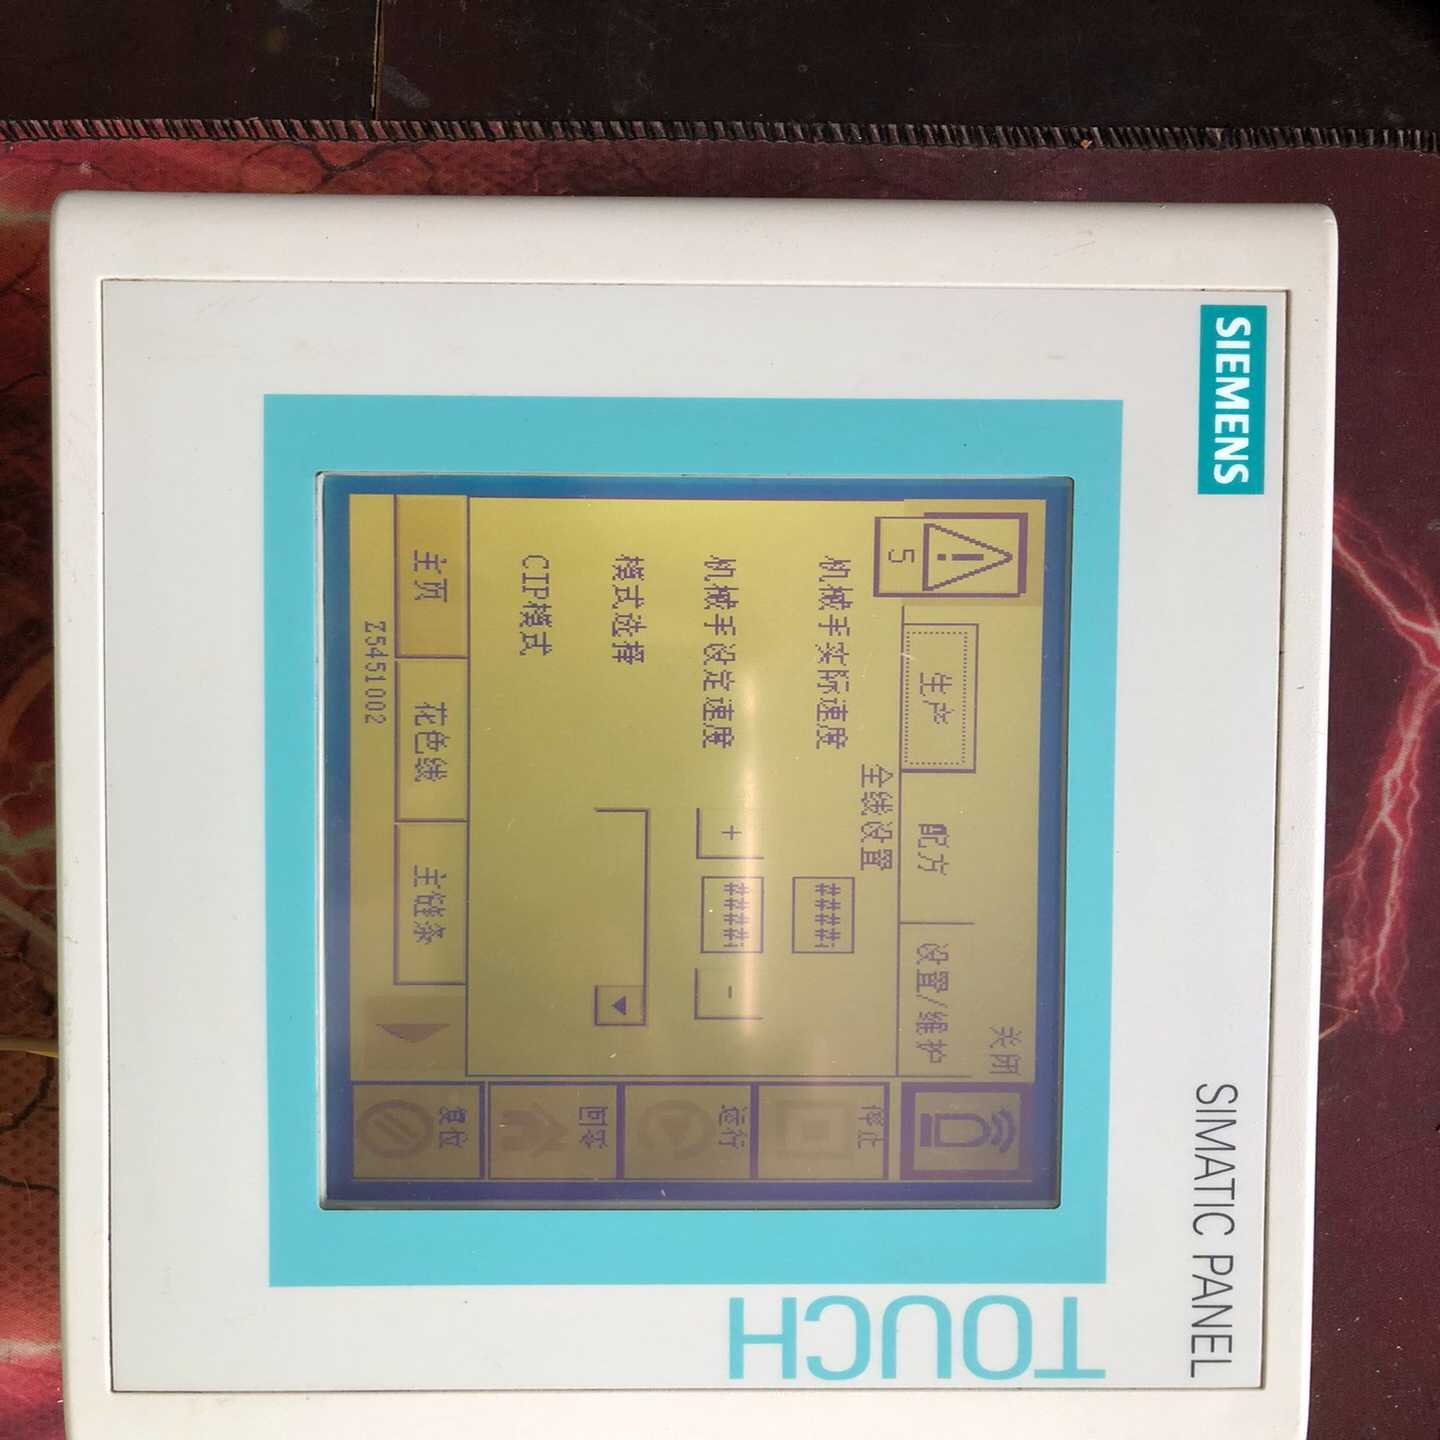 SIEMENS
SIMATIC PANEL
TOUCH
5
生产
配方
设置/维护
关闭
全线设置
机械手实际速度
####
机械手设定速度
+
####
-
模式选择
CIP模式
停止
运行
回零
复位
主页
花色线
主链条
Z5451002